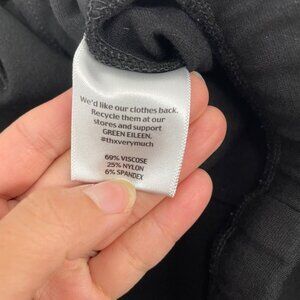 We'd like our clothes back.
Recycle them at our
stores and support
GREEN EILEEN.
#thxverymuch
69% VISCOSE
25% NYLON
6% SPANDEX